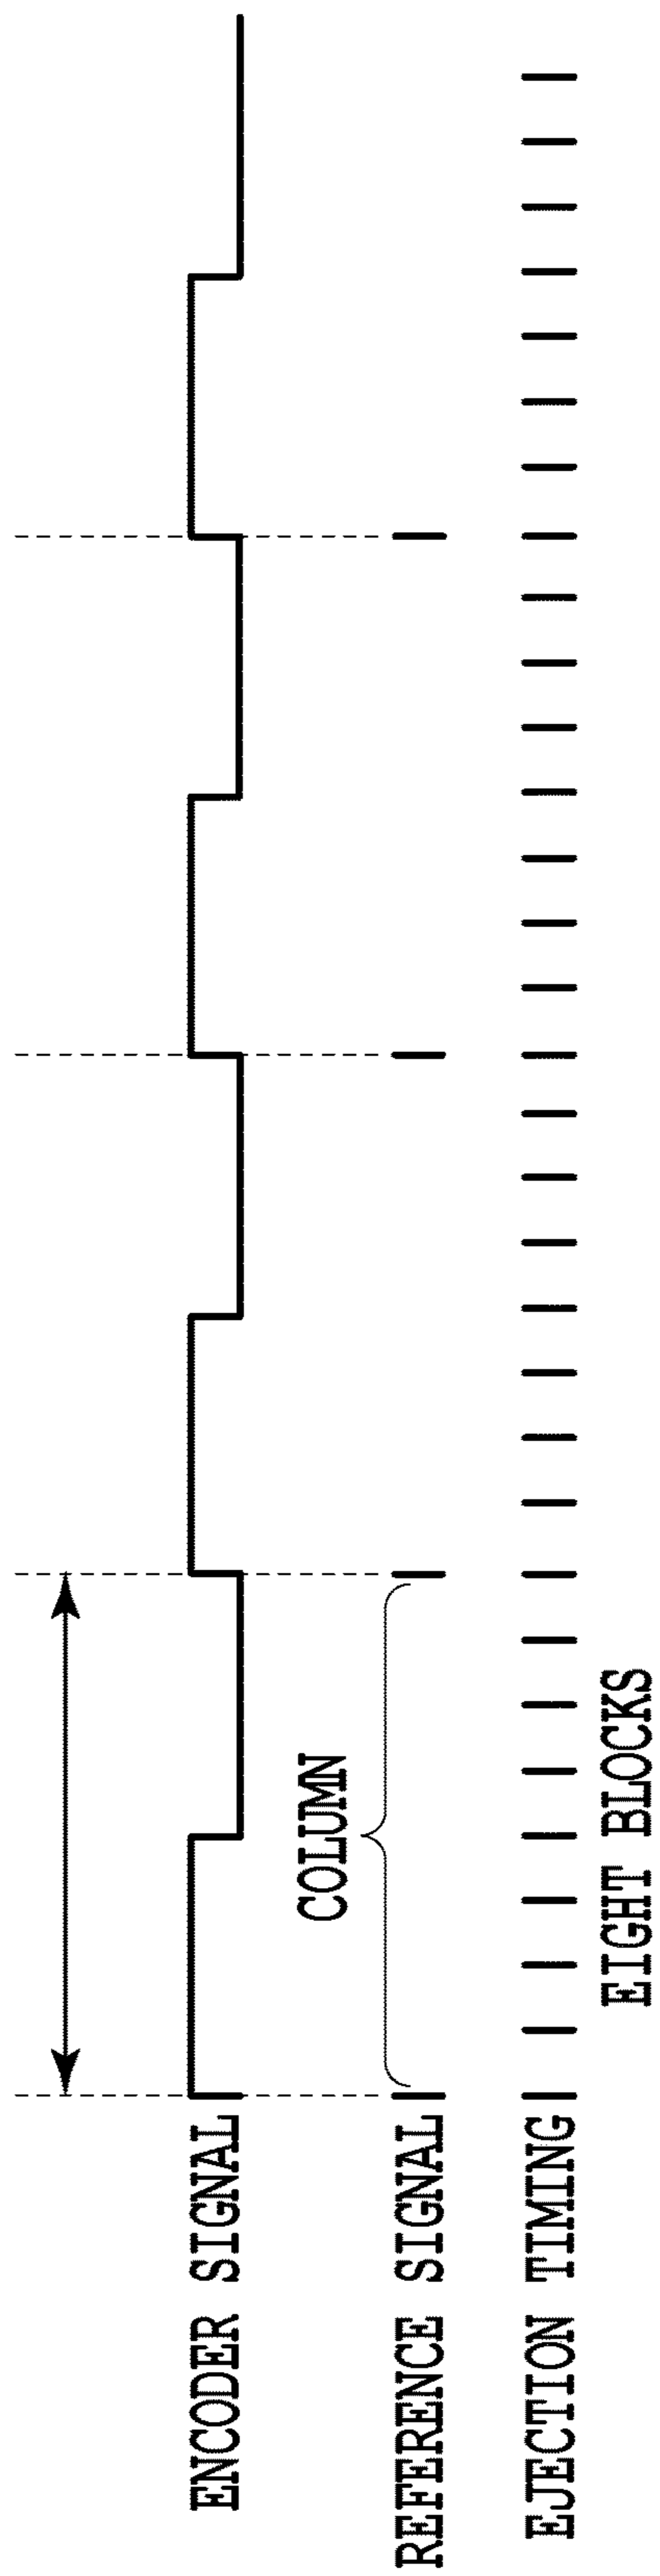 ENCODER SIGNAL
COLUMN
REFERENCE SIGNAL
EJECTION TIMING
EIGHT BLOCKS